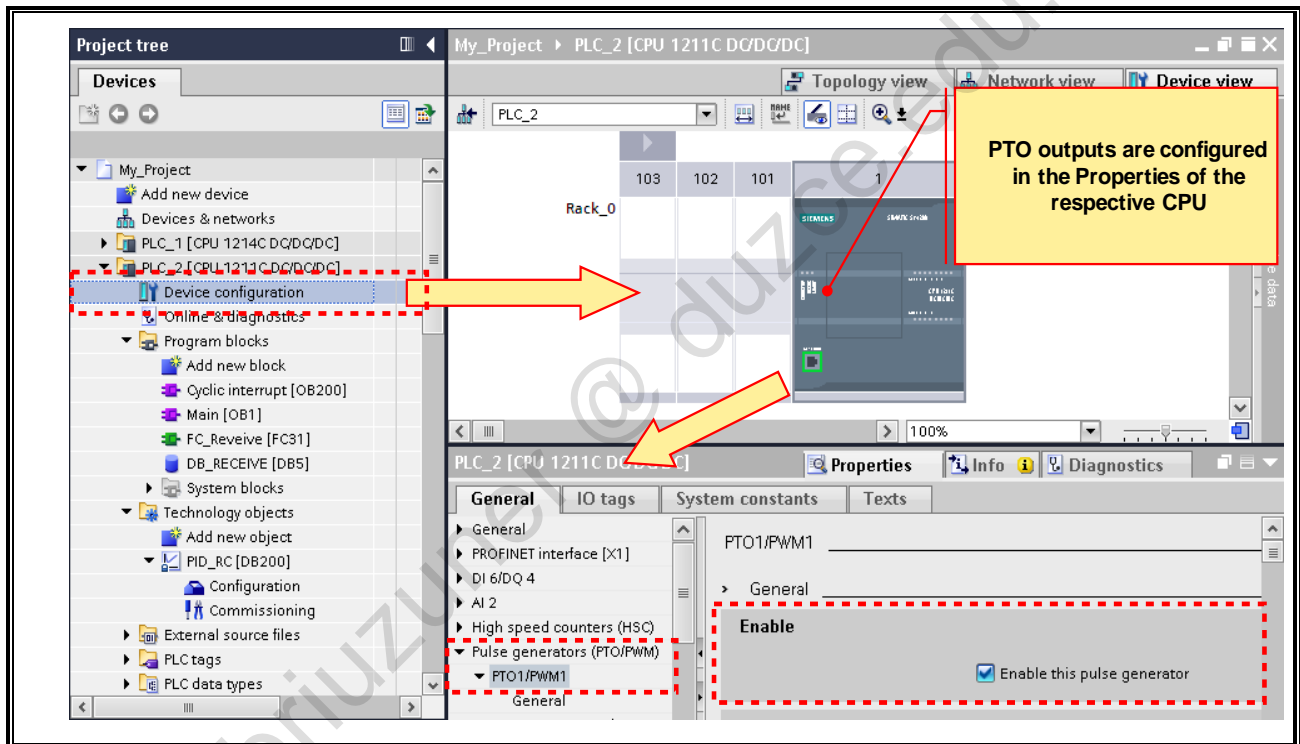 Project tree
Devices
My_Project
Add new device
Devices & networks
PLC_1 [CPU 1214C DC/DC/DC]
PLC_2 [CPU 1211C DC/DC/DC]
Device configuration
Online & diagnostics
Program blocks
Add new block
Cyclic interrupt [OB200]
Main [OB1]
FC_Reveive [FC31]
DB_RECEIVE [DB5]
System blocks
Technology objects
Add new object
PID_RC [DB200]
Configuration
Commissioning
External source files
PLC tags
PLC data types
My_Project PLC_2 [CPU 1211C DC/DC/DC]
Topology view Network view Device view
PLC_2
NAME
103 102 101 1
Rack_0
SIEMENS
PTO outputs are configured
in the Properties of the
respective CPU
data
100%
PLC_2 [CPU 1211C DC/DC/DC]
Properties Info Diagnostics
General IO tags System constants Texts
General
PROFINET interface [X1]
DI 6/DQ 4
AI 2
High speed counters (HSC)
Pulse generators (PTO/PWM)
PTO1/PWM1
General
PTO1/PWM1
General
Enable
Enable this pulse generator